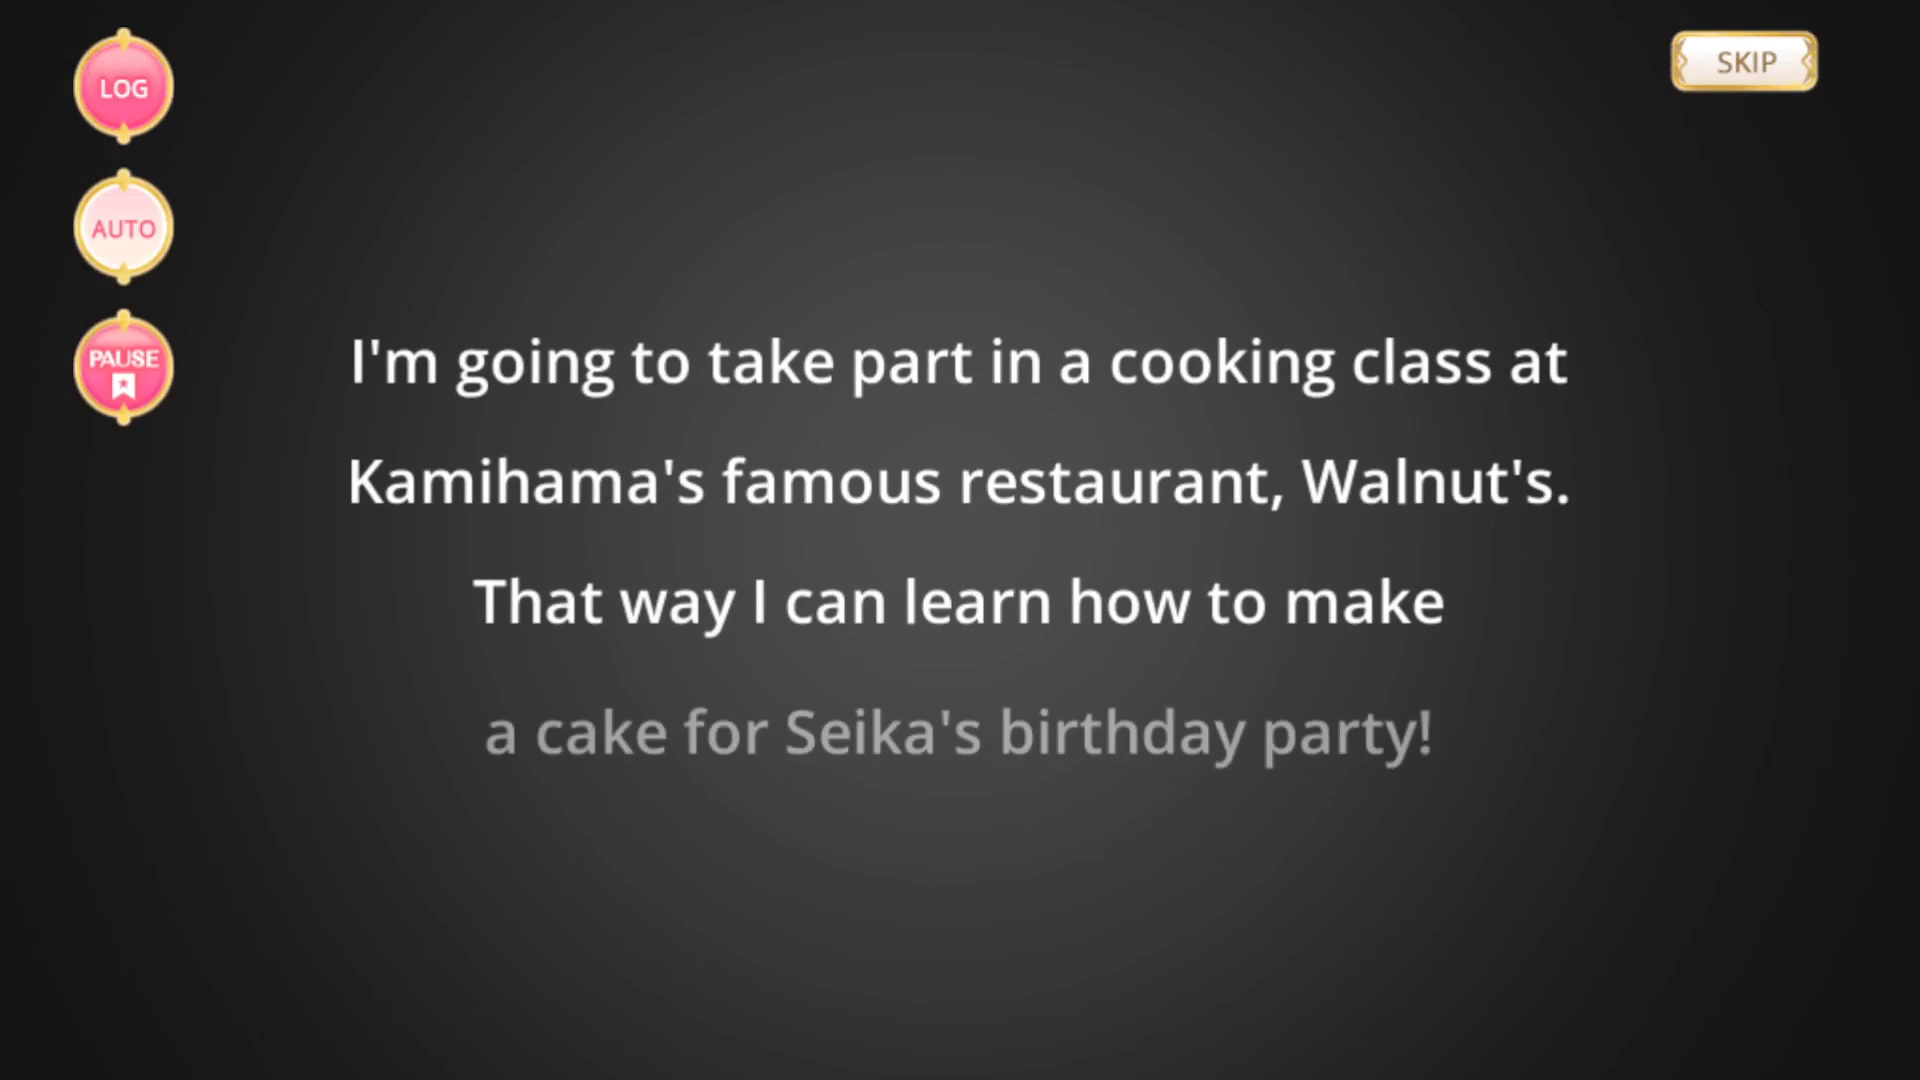 LOG
SKIP
AUTO
PAUSE
I'm going to take part in a cooking class at
Kamihama's famous restaurant, Walnut's.
That way I can learn how to make
a cake for Seika's birthday party!